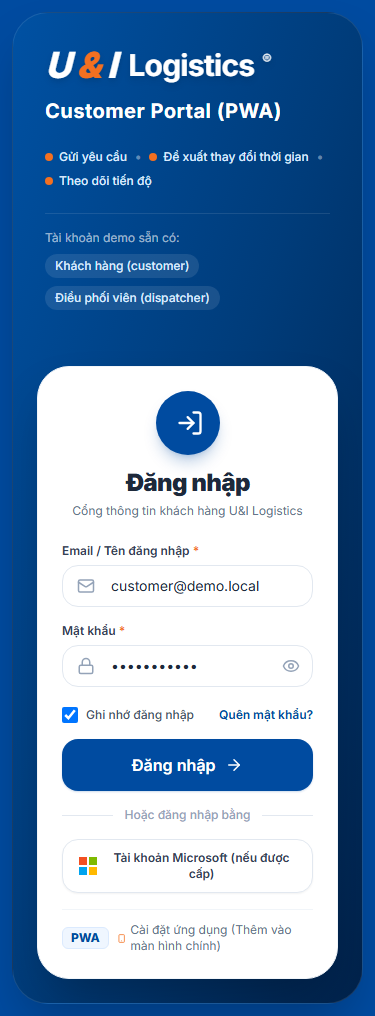 U & I Logistics ®
Customer Portal (PWA)
Gửi yêu cầu • Đề xuất thay đổi thời gian •
Theo dõi tiến độ
Tài khoản demo sẵn có:
Khách hàng (customer)
Điều phối viên (dispatcher)
Đăng nhập
Cổng thông tin khách hàng U&I Logistics
Email / Tên đăng nhập *
customer@demo.local
Mật khẩu *
•••••••••••
Ghi nhớ đăng nhập Quên mật khẩu?
Đăng nhập →
Hoặc đăng nhập bằng
Tài khoản Microsoft (nếu được
cấp)
PWA Cài đặt ứng dụng (Thêm vào
màn hình chính)